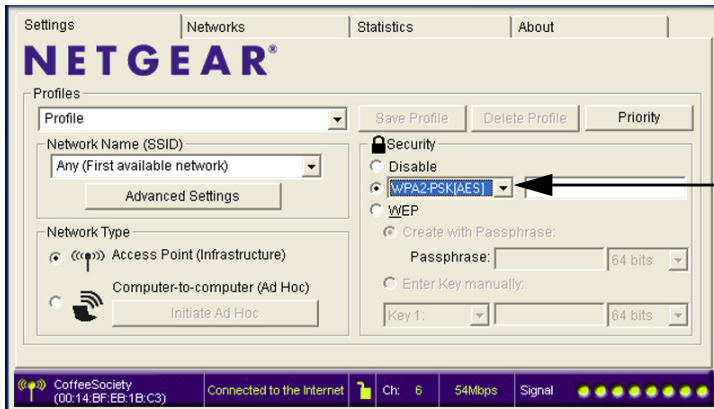 Settings Networks Statistics About
NETGEAR®
Profiles
Profile Save Profile Delete Profile Priority
Network Name (SSID)
Any (First available network)
Advanced Settings
Network Type
Access Point (Infrastructure)
Computer-to-computer (Ad Hoc)
Initiate Ad Hoc
Security
Disable
WPA2-PSK[AES]
WEP
Create with Passphrase:
Passphrase: 64 bits
Enter Key manually:
Key 1: 64 bits
CoffeeSociety
(00:14:BF:EB:1B:C3) Connected to the Internet Ch: 6 54Mbps Signal